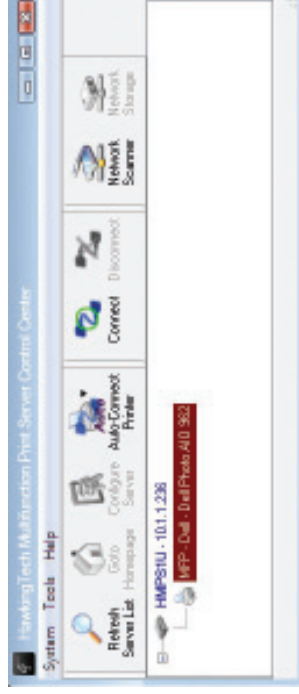 HawkingTech Multifunction Print Server Control Center
System Tools Help
Refresh Server List
Goto Homepage
Configure Server
Auto-Connect Printer
Connect
Disconnect
Network Scanner
Network Storage
HMPS1U - 10.1.1.236
MFP - Dell - Dell Photo AIO 962